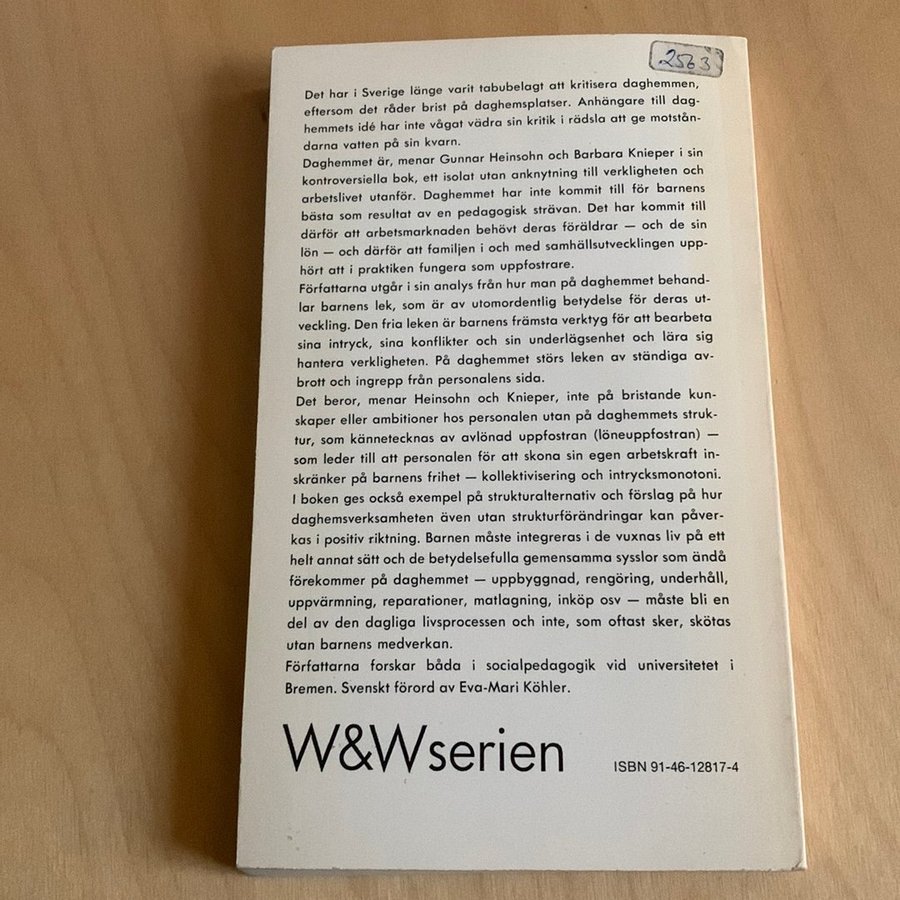 2563
Det har i Sverige länge varit tabubelagt att kritisera daghemmen,
eftersom det råder brist på daghemsplatser. Anhängare till dag-
hemmets idé har inte vågat vädra sin kritik i rädsla att ge motstån-
darna vatten på sin kvarn.
Daghemmet är, menar Gunnar Heinsohn och Barbara Knieper i sin
kontroversiella bok, ett isolat utan anknytning till verkligheten och
arbetslivet utanför. Daghemmet har inte kommit till för barnens
bästa som resultat av en pedagogisk strävan. Det har kommit till
därför att arbetsmarknaden behövt deras föräldrar — och de sin
lön — och därför att familjen i och med samhällsutvecklingen upp-
hört att i praktiken fungera som uppfostrare.
Författarna utgår i sin analys från hur man på daghemmet behand-
lar barnens lek, som är av utomordentlig betydelse för deras ut-
veckling. Den fria leken är barnens främsta verktyg för att bearbeta
sina intryck, sina konflikter och sin underlägsenhet och lära sig
hantera verkligheten. På daghemmet störs leken av ständiga av-
brott och ingrepp från personalens sida.
Det beror, menar Heinsohn och Knieper, inte på bristande kun-
skaper eller ambitioner hos personalen utan på daghemmets struk-
tur, som kännetecknas av avlönad uppfostran (löneuppfostran) —
som leder till att personalen för att skona sin egen arbetskraft in-
skränker på barnens frihet — kollektivisering och intrycksmonotoni.
I boken ges också exempel på strukturalternativ och förslag på hur
daghemsverksamheten även utan strukturförändringar kan påver-
kas i positiv riktning. Barnen måste integreras i de vuxnas liv på ett
helt annat sätt och de betydelsefulla gemensamma sysslor som ändå
förekommer på daghemmet — uppbyggnad, rengöring, underhåll,
uppvärmning, reparationer, matlagning, inköp osv — måste bli en
del av den dagliga livsprocessen och inte, som oftast sker, skötas
utan barnens medverkan.
Författarna forskar båda i socialpedagogik vid universitetet i
Bremen. Svenskt förord av Eva-Mari Köhler.
W&Wserien
ISBN 91-46-12817-4